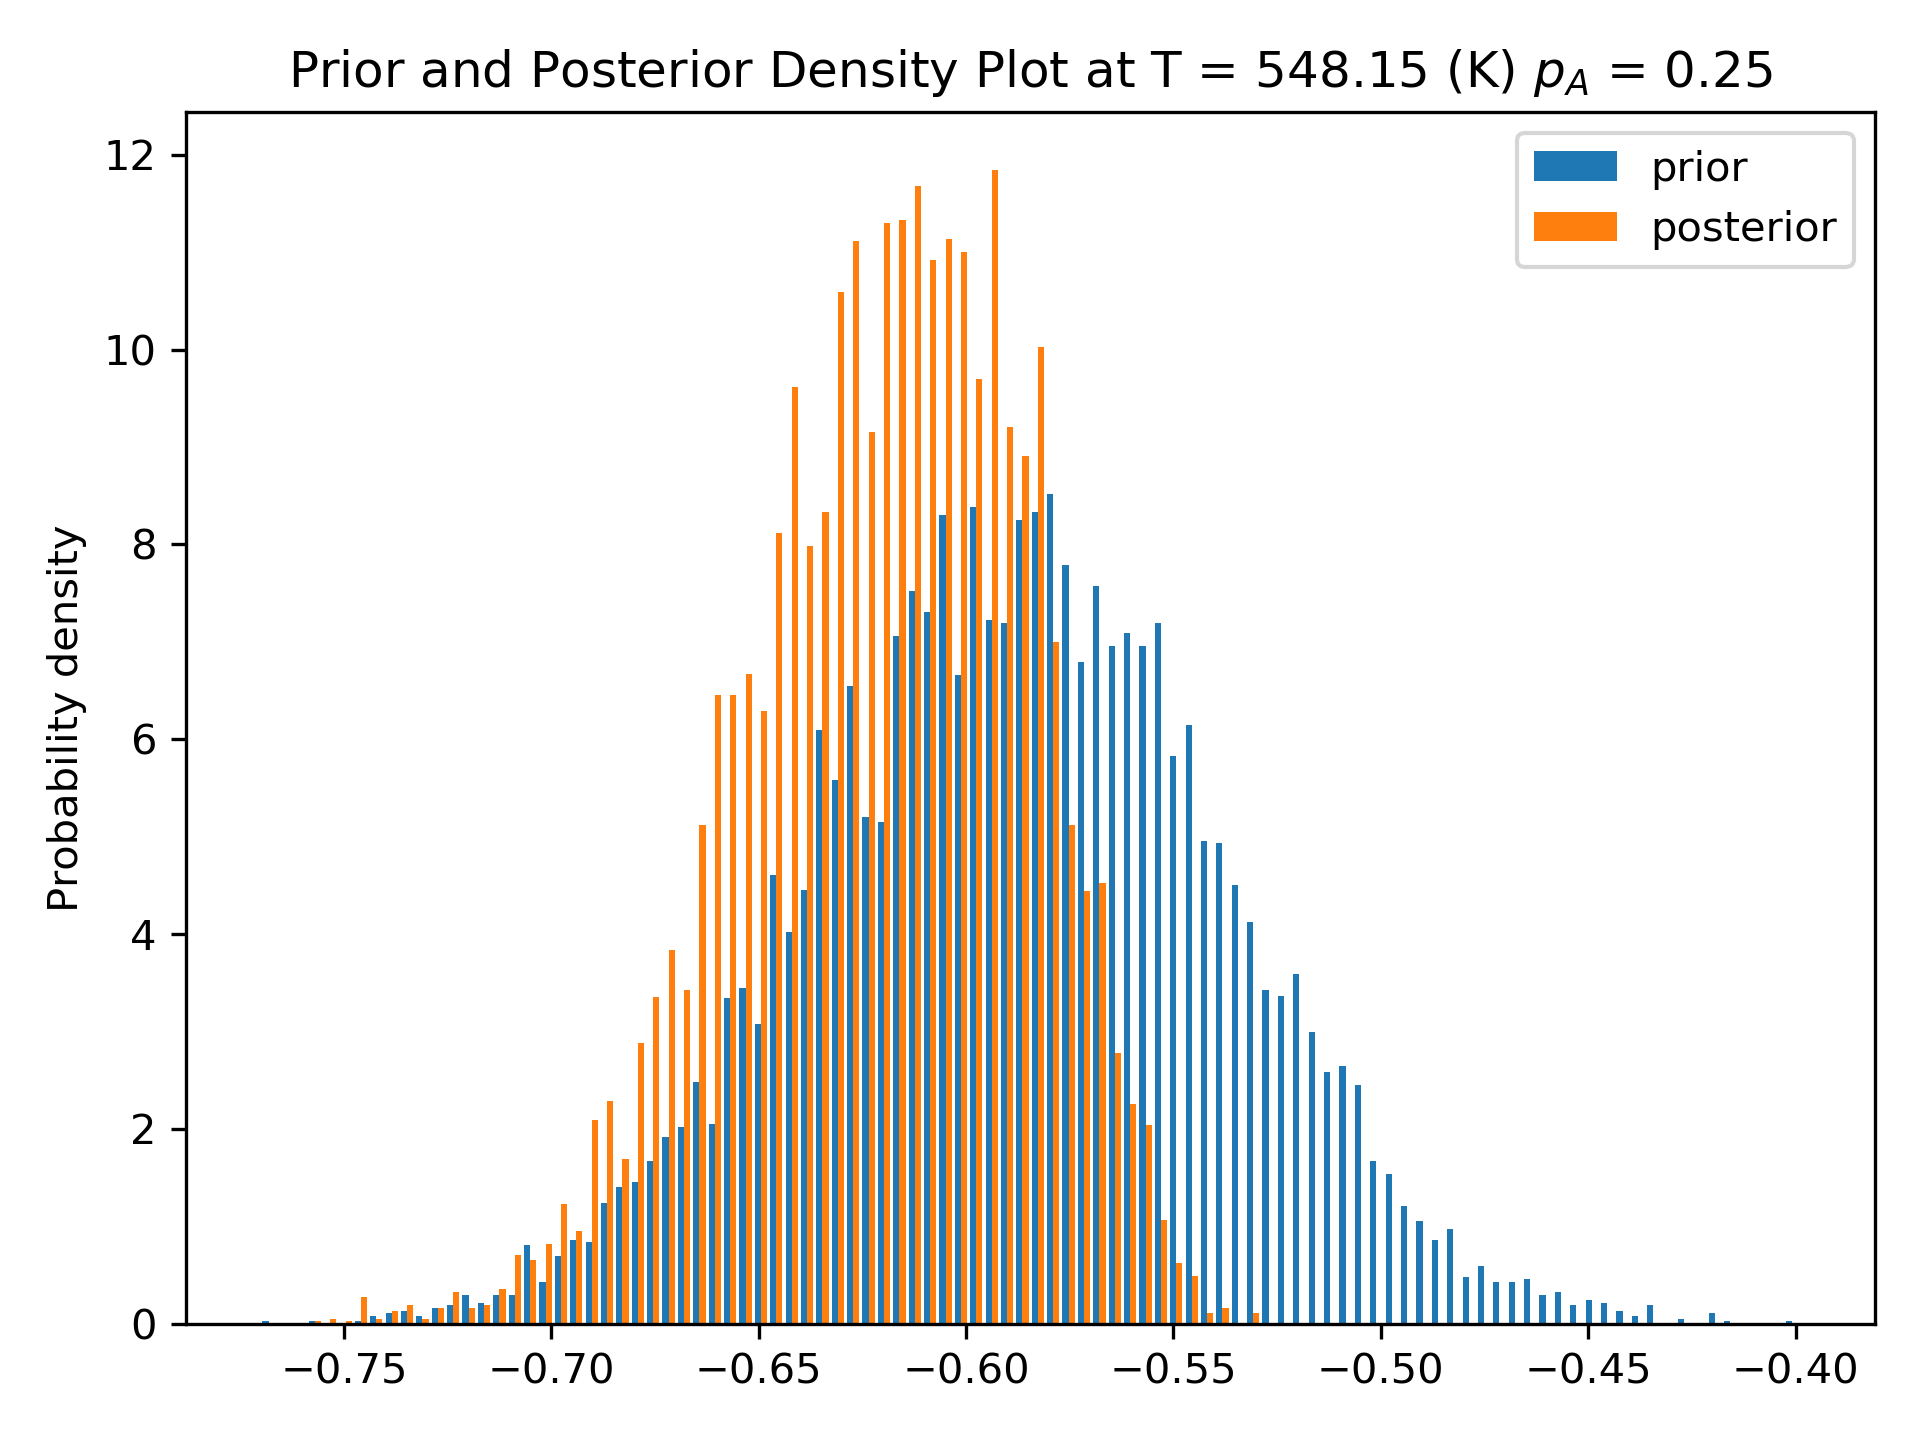 Prior and Posterior Density Plot at T = 548.15 (K) p_A = 0.25
prior
posterior
Probability density
12
10
8
6
4
2
0
−0.75 −0.70 −0.65 −0.60 −0.55 −0.50 −0.45 −0.40